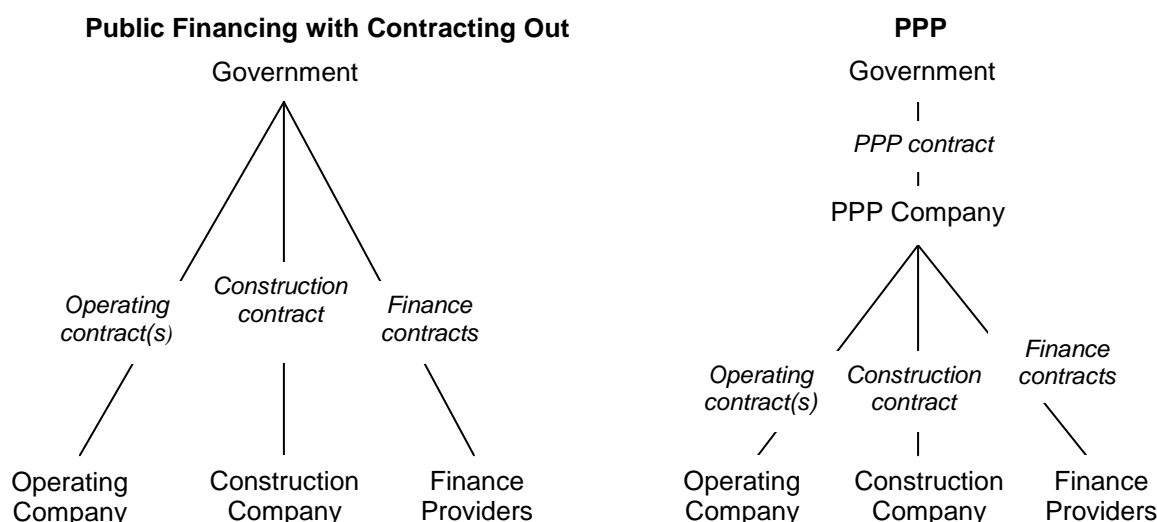 Public Financing with Contracting Out
Government
Operating
contract(s)
Construction
contract
Finance
contracts
Operating
Company
Construction
Company
Finance
Providers
PPP
Government
PPP contract
PPP Company
Operating
contract(s)
Construction
contract
Finance
contracts
Operating
Company
Construction
Company
Finance
Providers